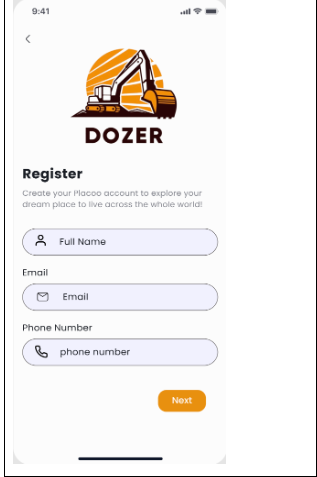 9:41
DOZER
Register
Create your Placoo account to explore your
dream place to live across the whole world!
Full Name
Email
Email
Phone Number
phone number
Next